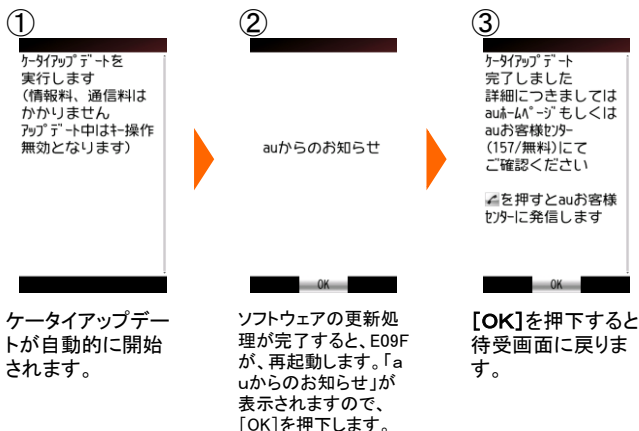 ①
ｹｰﾀｲｱｯﾌﾟﾃﾞｰﾄを
実行します
(情報料、通信料は
かかりません
ｱｯﾌﾟﾃﾞｰﾄ中はｷｰ操作
無効となります)
ケータイアップデー
トが自動的に開始
されます。
②
auからのお知らせ
OK
ソフトウェアの更新処
理が完了すると、E09F
が、再起動します。「a
uからのお知らせ」が
表示されますので、
[OK]を押下します。
③
ｹｰﾀｲｱｯﾌﾟﾃﾞｰﾄ
完了しました
詳細につきましては
auﾎｰﾑﾍﾟｰｼﾞもしくは
auお客様ｾﾝﾀｰ
(157/無料)にて
ご確認ください
を押すとauお客様
ｾﾝﾀｰに発信します
OK
[OK]を押下すると
待受画面に戻りま
す。